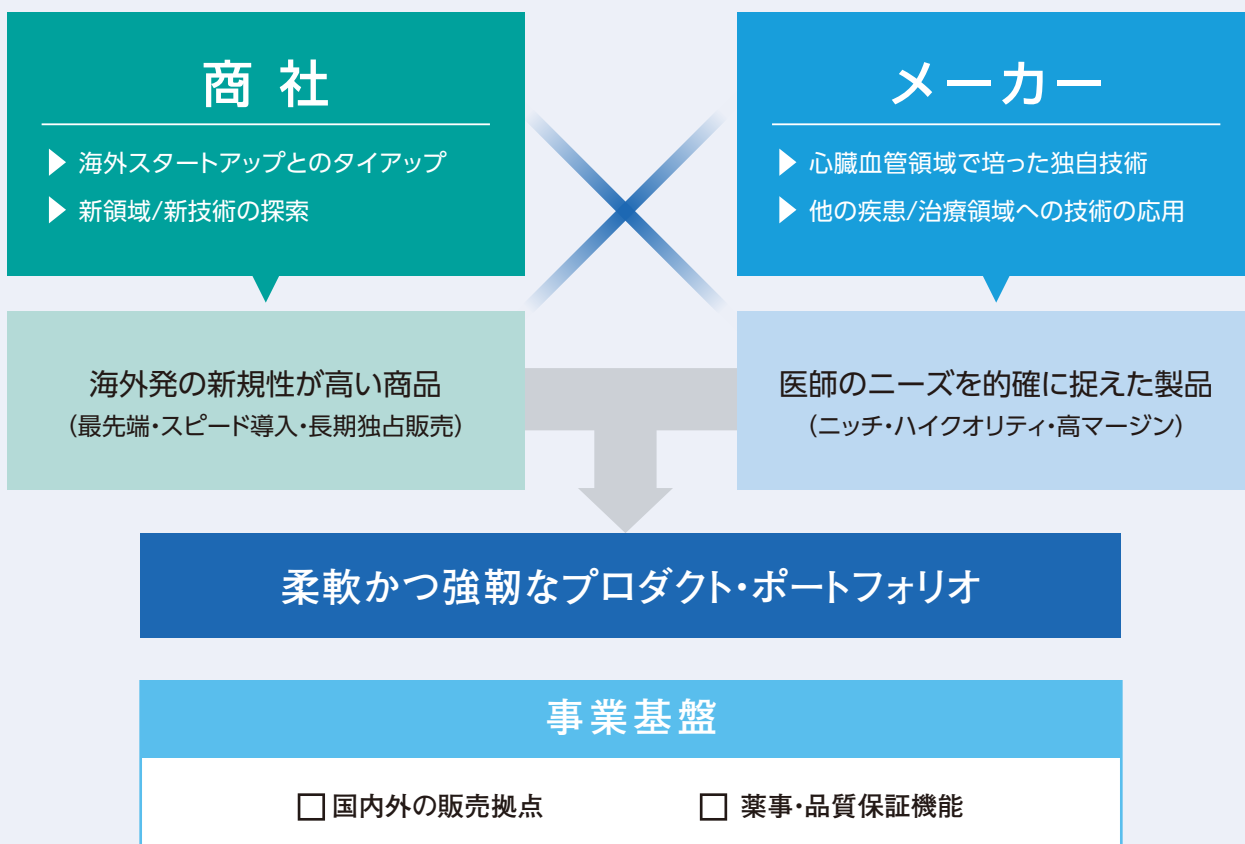 商社
▶ 海外スタートアップとのタイアップ
▶ 新領域/新技術の探索
メーカー
▶ 心臓血管領域で培った独自技術
▶ 他の疾患/治療領域への技術の応用
海外発の新規性が高い商品
（最先端・スピード導入・長期独占販売）
医師のニーズを的確に捉えた製品
（ニッチ・ハイクオリティ・高マージン）
柔軟かつ強靭なプロダクト・ポートフォリオ
事業基盤
□国内外の販売拠点
□ 薬事・品質保証機能